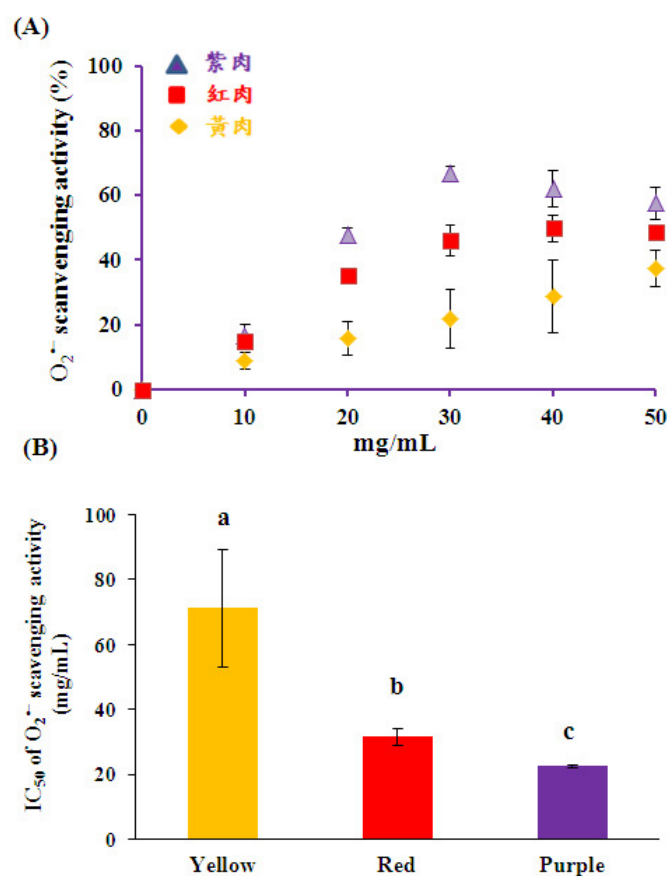 (A)
O₂•− scanvenging activity (%)
100
80
60
40
20
0
紫肉
紅肉
黃肉
0 10 20 30 40 50
mg/mL
(B)
IC₅₀ of O₂•− scavenging activity
(mg/mL)
100
80
60
40
20
0
a
b
c
Yellow Red Purple